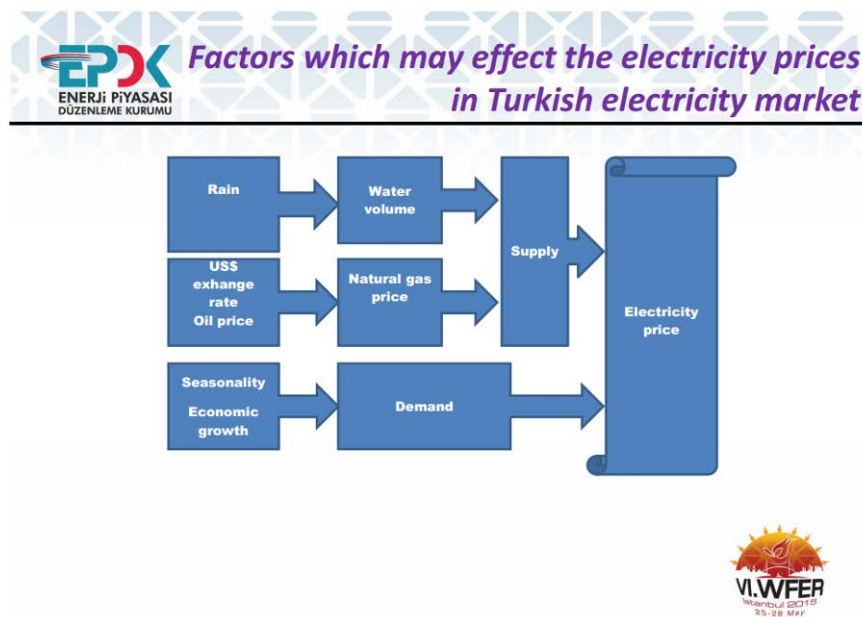 EPDK
ENERJİ PİYASASI
DÜZENLEME KURUMU
Factors which may effect the electricity prices
in Turkish electricity market
Rain
Water
volume
US$
exhange
rate
Oil price
Natural gas
price
Supply
Seasonality
Economic
growth
Demand
Electricity
price
VI.WFER
Istanbul 2015
25-28 May